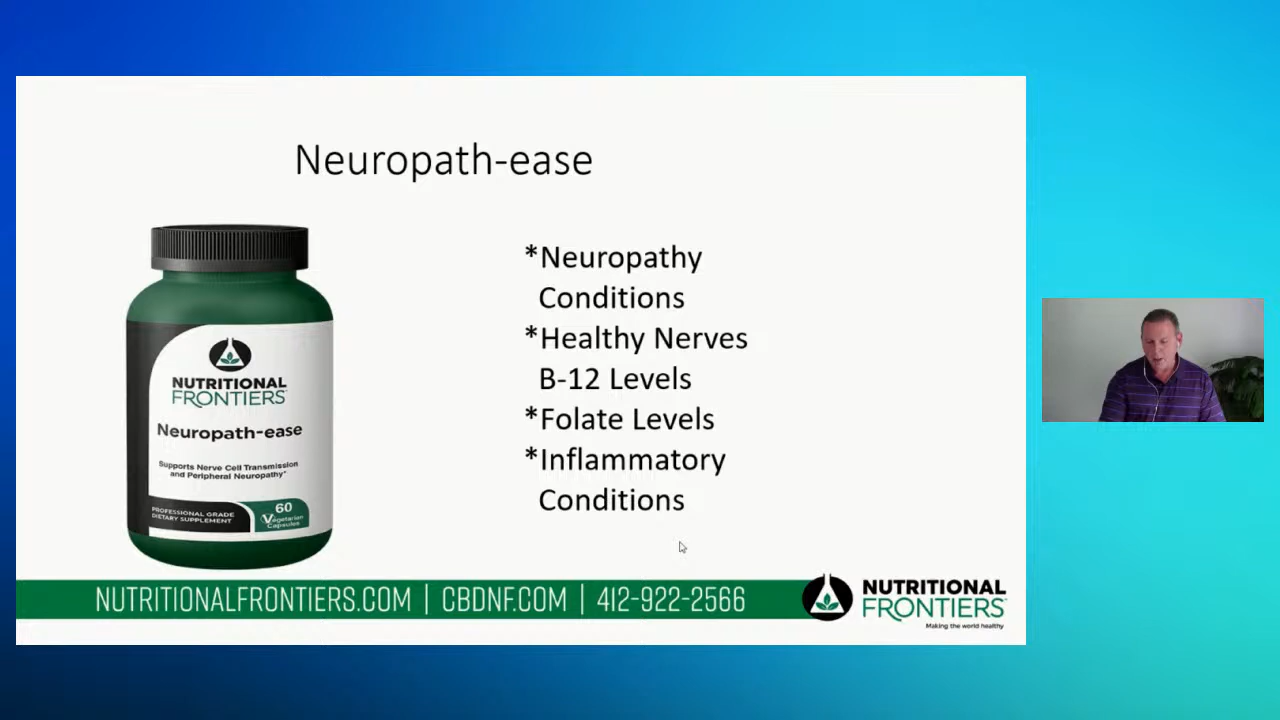 Neuropath-ease
*Neuropathy
Conditions
*Healthy Nerves
B-12 Levels
*Folate Levels
*Inflammatory
Conditions
NUTRITIONAL
FRONTIERS
Neuropath-ease
Supports Nerve Cell Transmission
and Peripheral Neuropathy*
PROFESSIONAL GRADE
DIETARY SUPPLEMENT
60
Vegetarian
Capsules
NUTRITIONALFRONTIERS.COM | CBDNF.COM | 412-922-2566
NUTRITIONAL
FRONTIERS
Making the world healthy